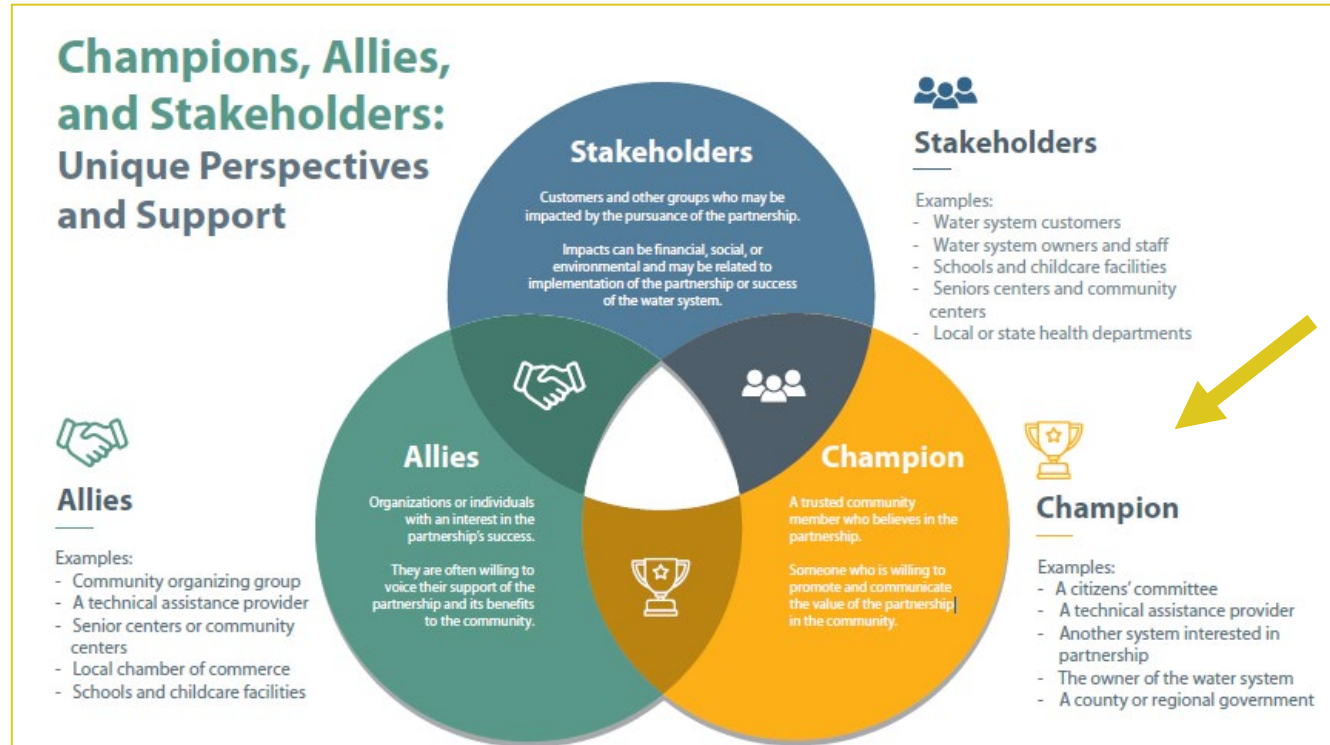 Champions, Allies,
and Stakeholders:
Unique Perspectives
and Support
Stakeholders
Customers and other groups who may be
impacted by the pursuance of the partnership.
Impacts can be financial, social, or
environmental and may be related to
implementation of the partnership or success
of the water system.
Stakeholders
Examples:
- Water system customers
- Water system owners and staff
- Schools and childcare facilities
- Seniors centers and community
centers
- Local or state health departments
Allies
Organizations or individuals
with an interest in the
partnership's success.
They are often willing to
voice their support of the
partnership and its benefits
to the community.
Champion
A trusted community
member who believes in the
partnership.
Someone who is willing to
promote and communicate
the value of the partnership
in the community.
Allies
Examples:
- Community organizing group
- A technical assistance provider
- Senior centers or community
centers
- Local chamber of commerce
- Schools and childcare facilities
Champion
Examples:
- A citizens' committee
- A technical assistance provider
- Another system interested in
partnership
- The owner of the water system
- A county or regional government